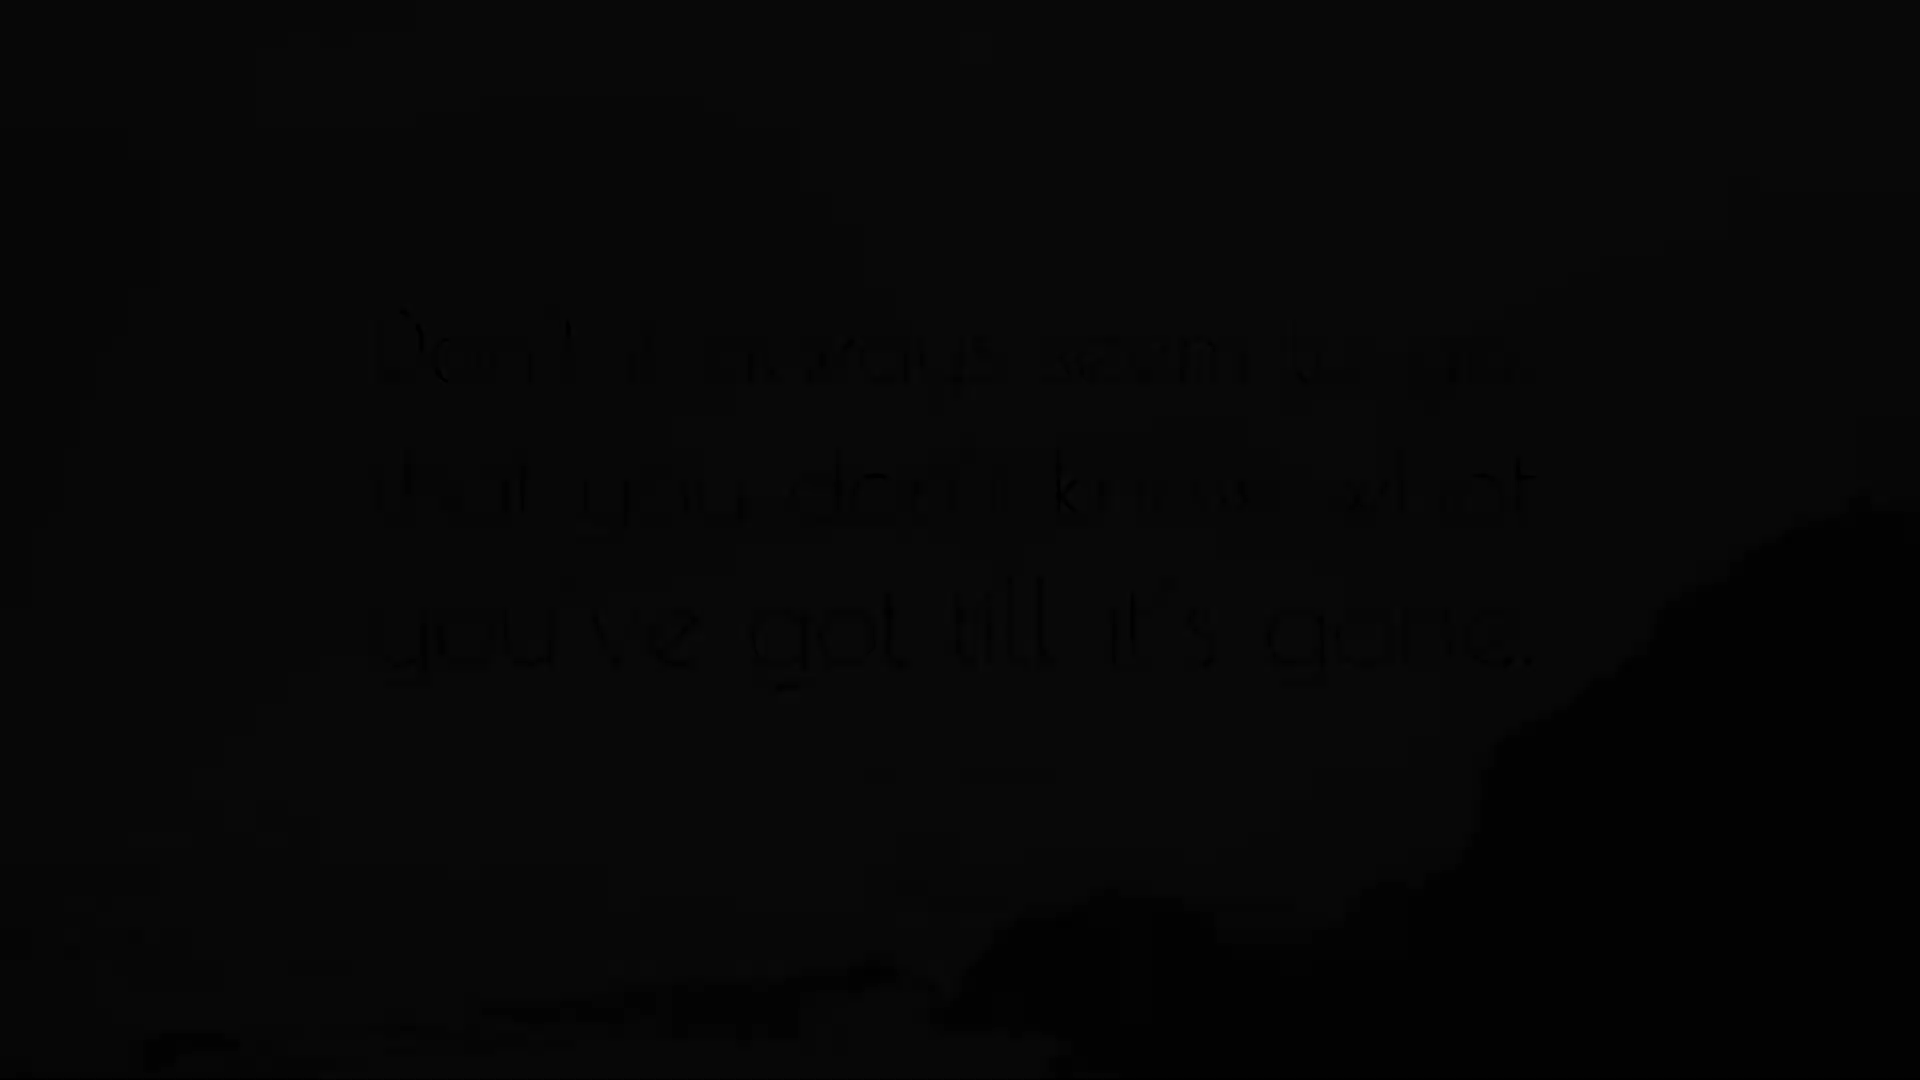 Don't it always seem to go,
that you don't know what
you've got till it's gone.